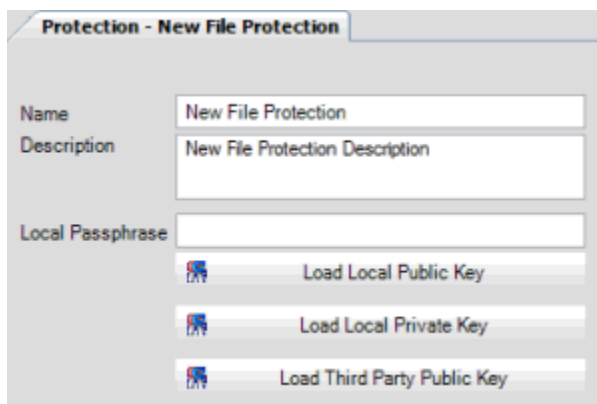 Protection - New File Protection
Name New File Protection
Description New File Protection Description
Local Passphrase
Load Local Public Key
Load Local Private Key
Load Third Party Public Key